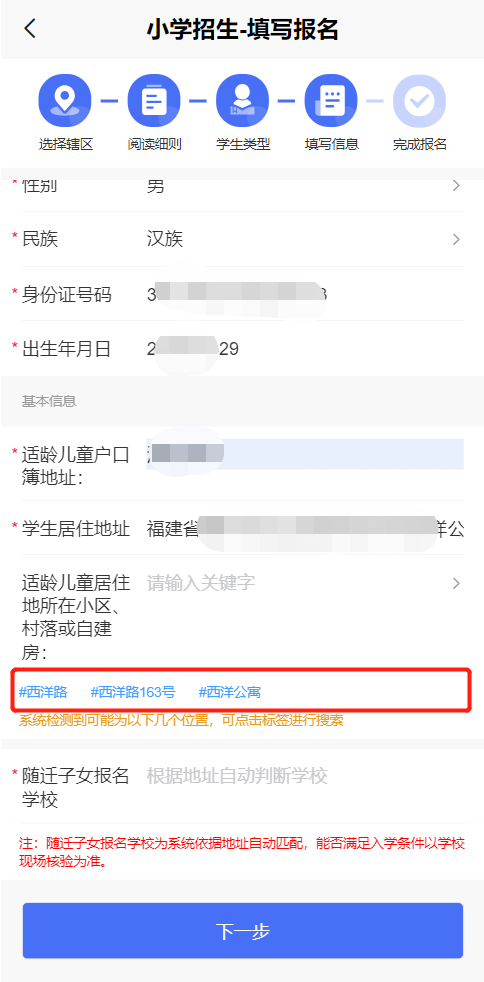 小学招生-填写报名
选择辖区 阅读细则 学生类型 填写信息 完成报名
* 性别 男
* 民族 汉族
* 身份证号码 3
* 出生年月日 2 29
基本信息
* 适龄儿童户口
簿地址：
* 学生居住地址 福建省 洋公
适龄儿童居住 请输入关键字
地所在小区、
村落或自建
房：
#西洋路 #西洋路163号 #西洋公寓
系统检测到可能为以下几个位置，可点击标签进行搜索
* 随迁子女报名 根据地址自动判断学校
学校
注：随迁子女报名学校为系统依据地址自动匹配，能否满足入学条件以学校
现场核验为准。
下一步